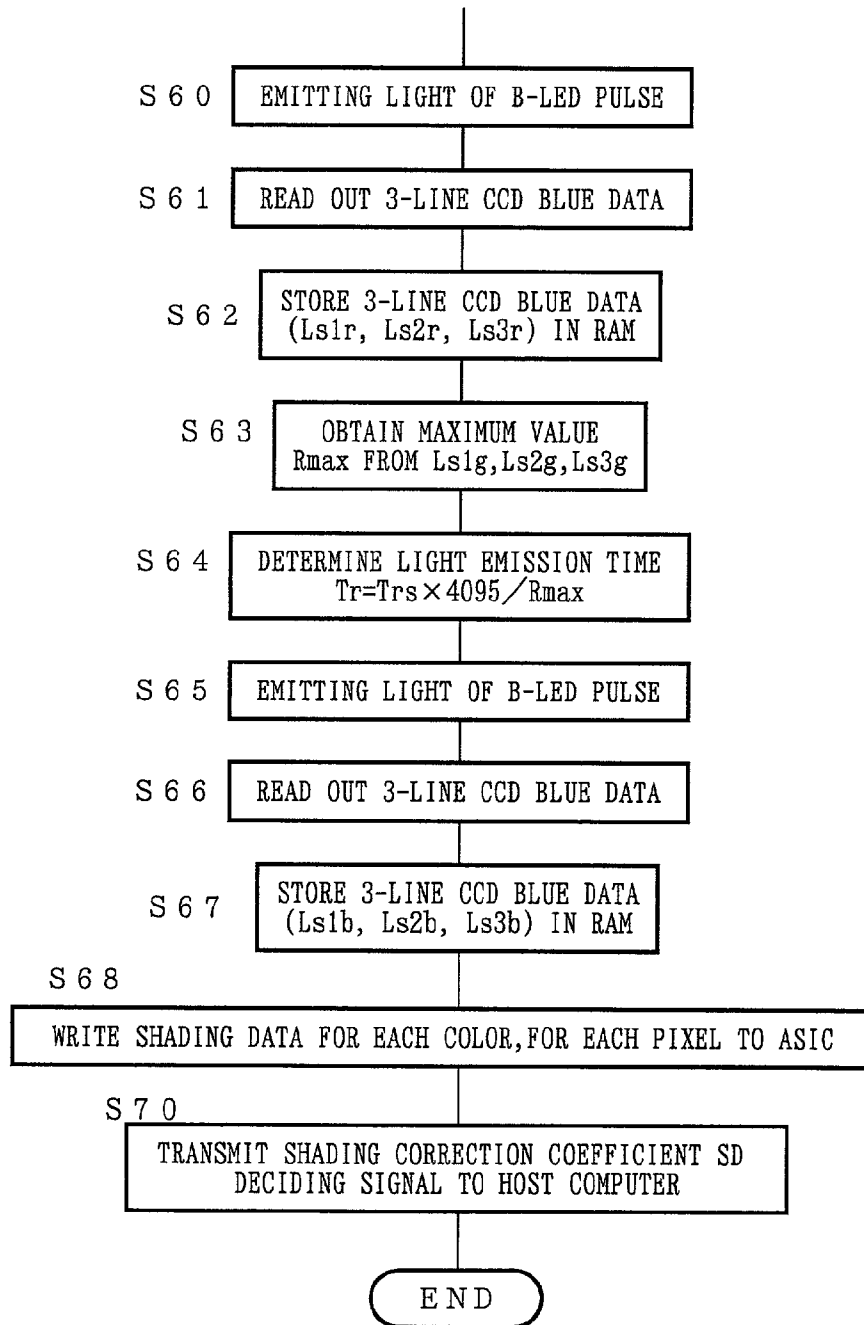 S60 EMITTING LIGHT OF B-LED PULSE
S61 READ OUT 3-LINE CCD BLUE DATA
S62 STORE 3-LINE CCD BLUE DATA
(Ls1r, Ls2r, Ls3r) IN RAM
S63 OBTAIN MAXIMUM VALUE
Rmax FROM Ls1g,Ls2g,Ls3g
S64 DETERMINE LIGHT EMISSION TIME
Tr=Trs×4095/Rmax
S65 EMITTING LIGHT OF B-LED PULSE
S66 READ OUT 3-LINE CCD BLUE DATA
S67 STORE 3-LINE CCD BLUE DATA
(Ls1b, Ls2b, Ls3b) IN RAM
S68
WRITE SHADING DATA FOR EACH COLOR,FOR EACH PIXEL TO ASIC
S70
TRANSMIT SHADING CORRECTION COEFFICIENT SD
DECIDING SIGNAL TO HOST COMPUTER
END